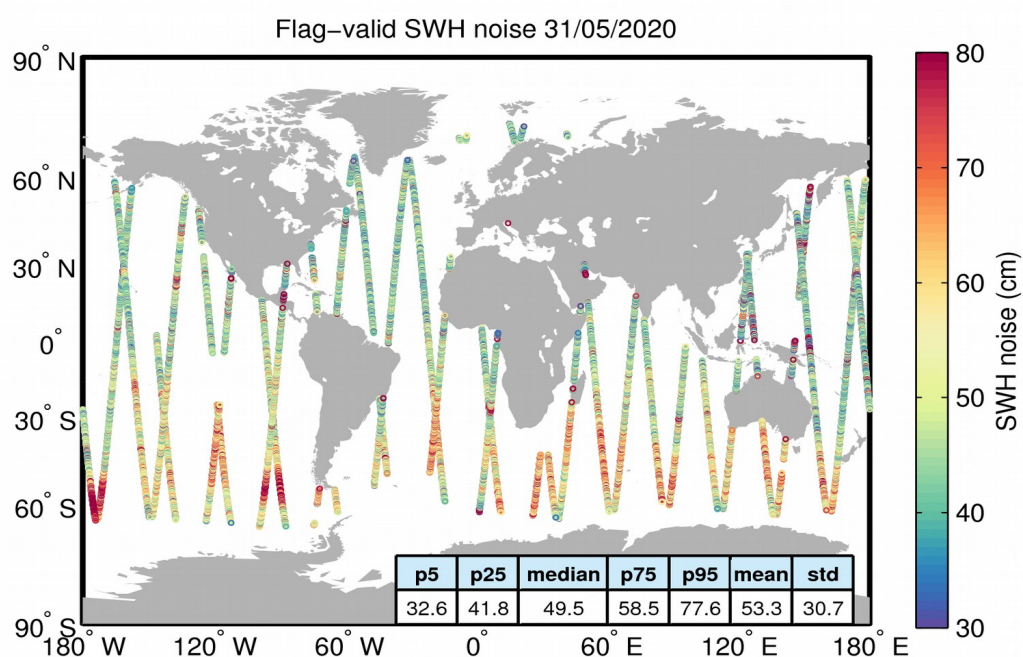 Flag−valid SWH noise 31/05/2020
90° N
60° N
30° N
0°
30° S
60° S
90° S
180° W
120° W
60° W
0°
60° E
120° E
180° E
80
70
60
50
40
30
SWH noise (cm)
p5 p25 median p75 p95 mean std
32.6 41.8 49.5 58.5 77.6 53.3 30.7